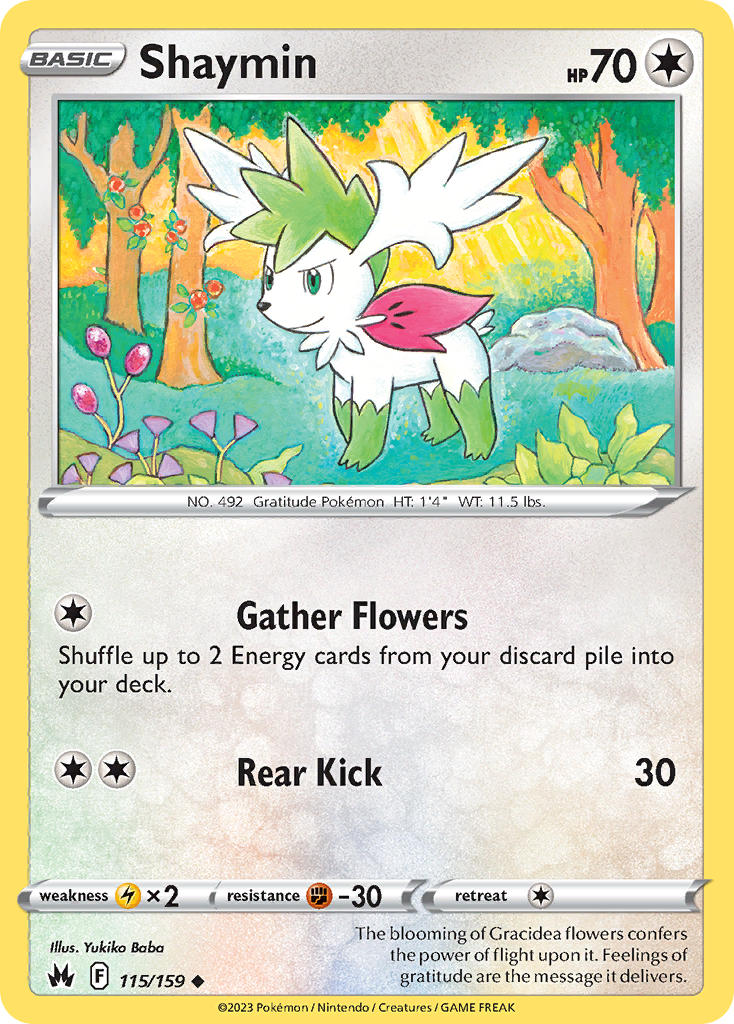 BASIC Shaymin HP70
NO. 492 Gratitude Pokémon HT: 1'4" WT: 11.5 lbs.
Gather Flowers
Shuffle up to 2 Energy cards from your discard pile into
your deck.
Rear Kick 30
weakness ×2 resistance -30 retreat
Illus. Yukiko Baba
F 115/159
The blooming of Gracidea flowers confers
the power of flight upon it. Feelings of
gratitude are the message it delivers.
©2023 Pokémon / Nintendo / Creatures / GAME FREAK